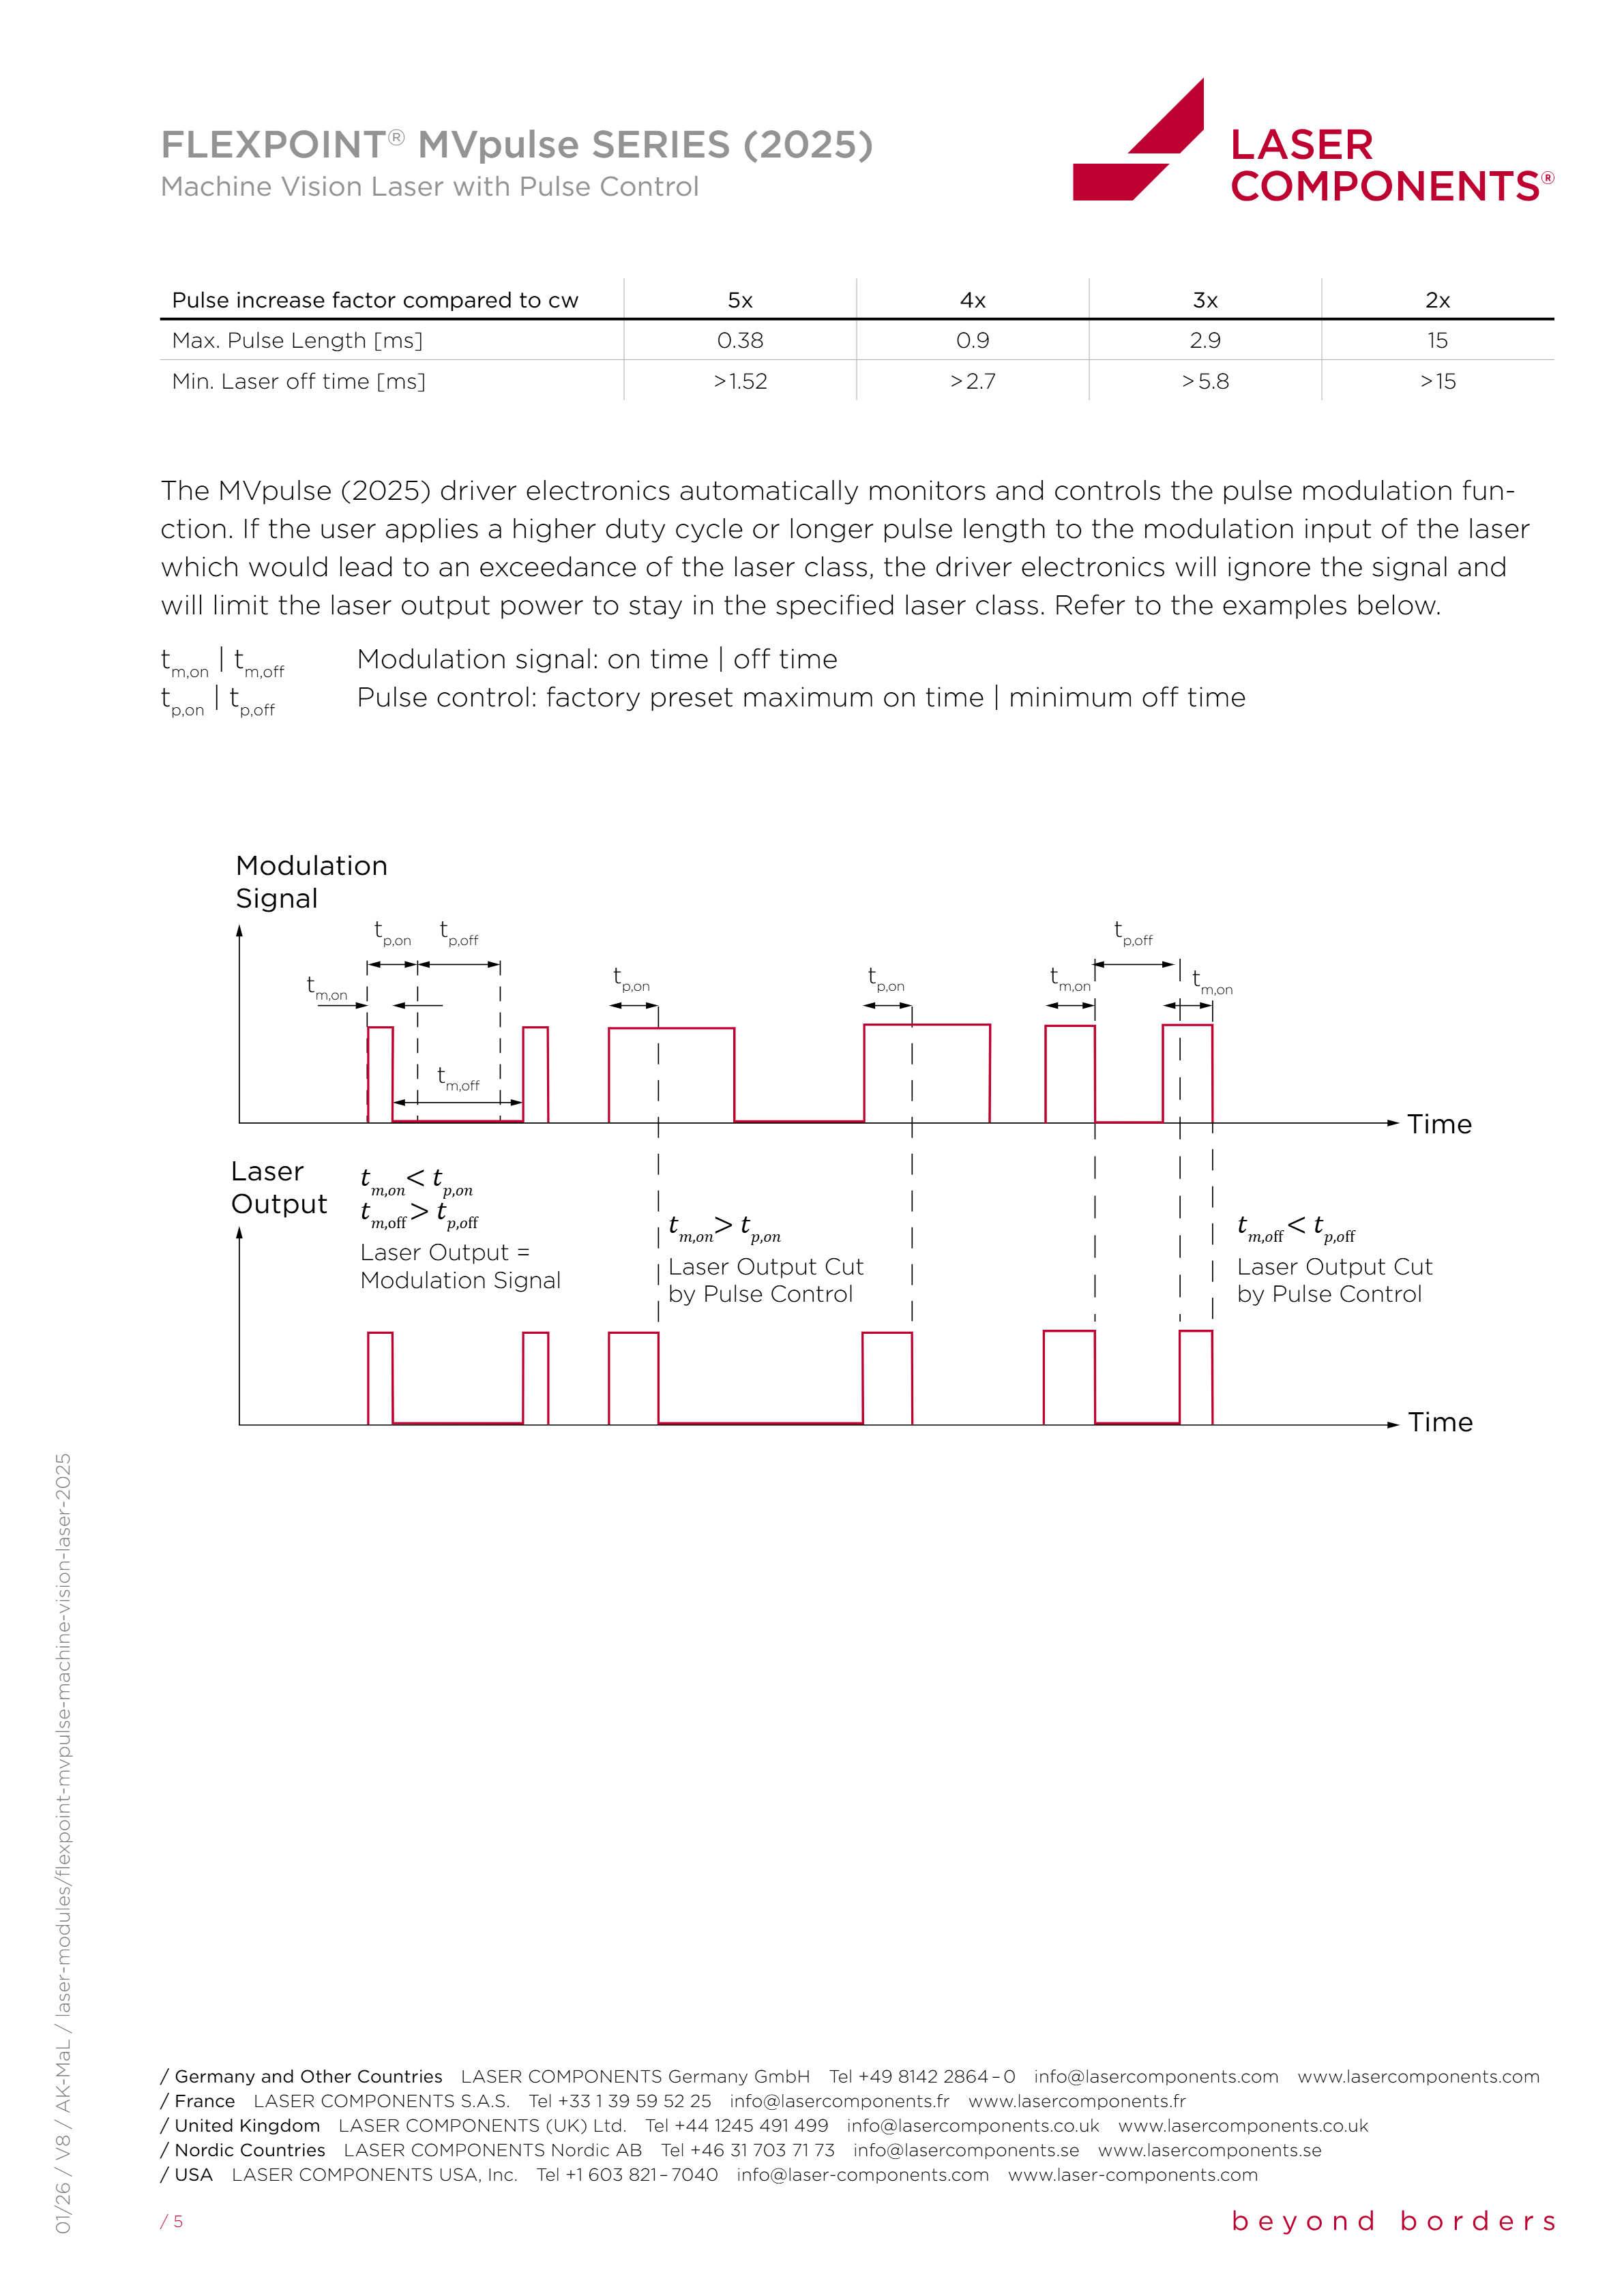 FLEXPOINT® MVpulse SERIES (2025)
Machine Vision Laser with Pulse Control
LASER
COMPONENTS®
Pulse increase factor compared to cw 5x 4x 3x 2x
Max. Pulse Length [ms] 0.38 0.9 2.9 15
Min. Laser off time [ms] >1.52 >2.7 >5.8 >15
The MVpulse (2025) driver electronics automatically monitors and controls the pulse modulation fun-
ction. If the user applies a higher duty cycle or longer pulse length to the modulation input of the laser
which would lead to an exceedance of the laser class, the driver electronics will ignore the signal and
will limit the laser output power to stay in the specified laser class. Refer to the examples below.
tm,on | tm,off Modulation signal: on time | off time
tp,on | tp,off Pulse control: factory preset maximum on time | minimum off time
Modulation
Signal
tp,on tp,off tp,off
tm,on tp,on tp,on tm,on tm,on
tm,off
Time
Laser
Output
tm,on < tp,on
tm,off > tp,off
Laser Output =
Modulation Signal
tm,on > tp,on
Laser Output Cut
by Pulse Control
tm,off < tp,off
Laser Output Cut
by Pulse Control
Time
01/26 / V8 / AK-MaL / laser-modules/flexpoint-mvpulse-machine-vision-laser-2025
/ Germany and Other Countries LASER COMPONENTS Germany GmbH Tel +49 8142 2864–0 info@lasercomponents.com www.lasercomponents.com
/ France LASER COMPONENTS S.A.S. Tel +33 1 39 59 52 25 info@lasercomponents.fr www.lasercomponents.fr
/ United Kingdom LASER COMPONENTS (UK) Ltd. Tel +44 1245 491 499 info@lasercomponents.co.uk www.lasercomponents.co.uk
/ Nordic Countries LASER COMPONENTS Nordic AB Tel +46 31 703 71 73 info@lasercomponents.se www.lasercomponents.se
/ USA LASER COMPONENTS USA, Inc. Tel +1 603 821–7040 info@laser-components.com www.laser-components.com
/ 5
beyond borders